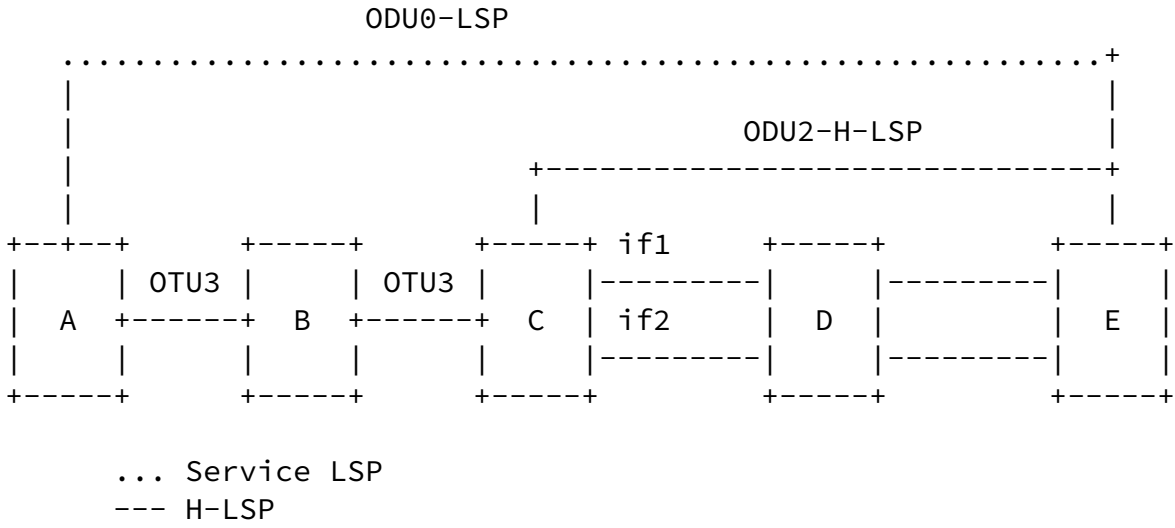 ODU0-LSP
ODU2-H-LSP
if1
OTU3 OTU3
A B C if2 D E
... Service LSP
--- H-LSP